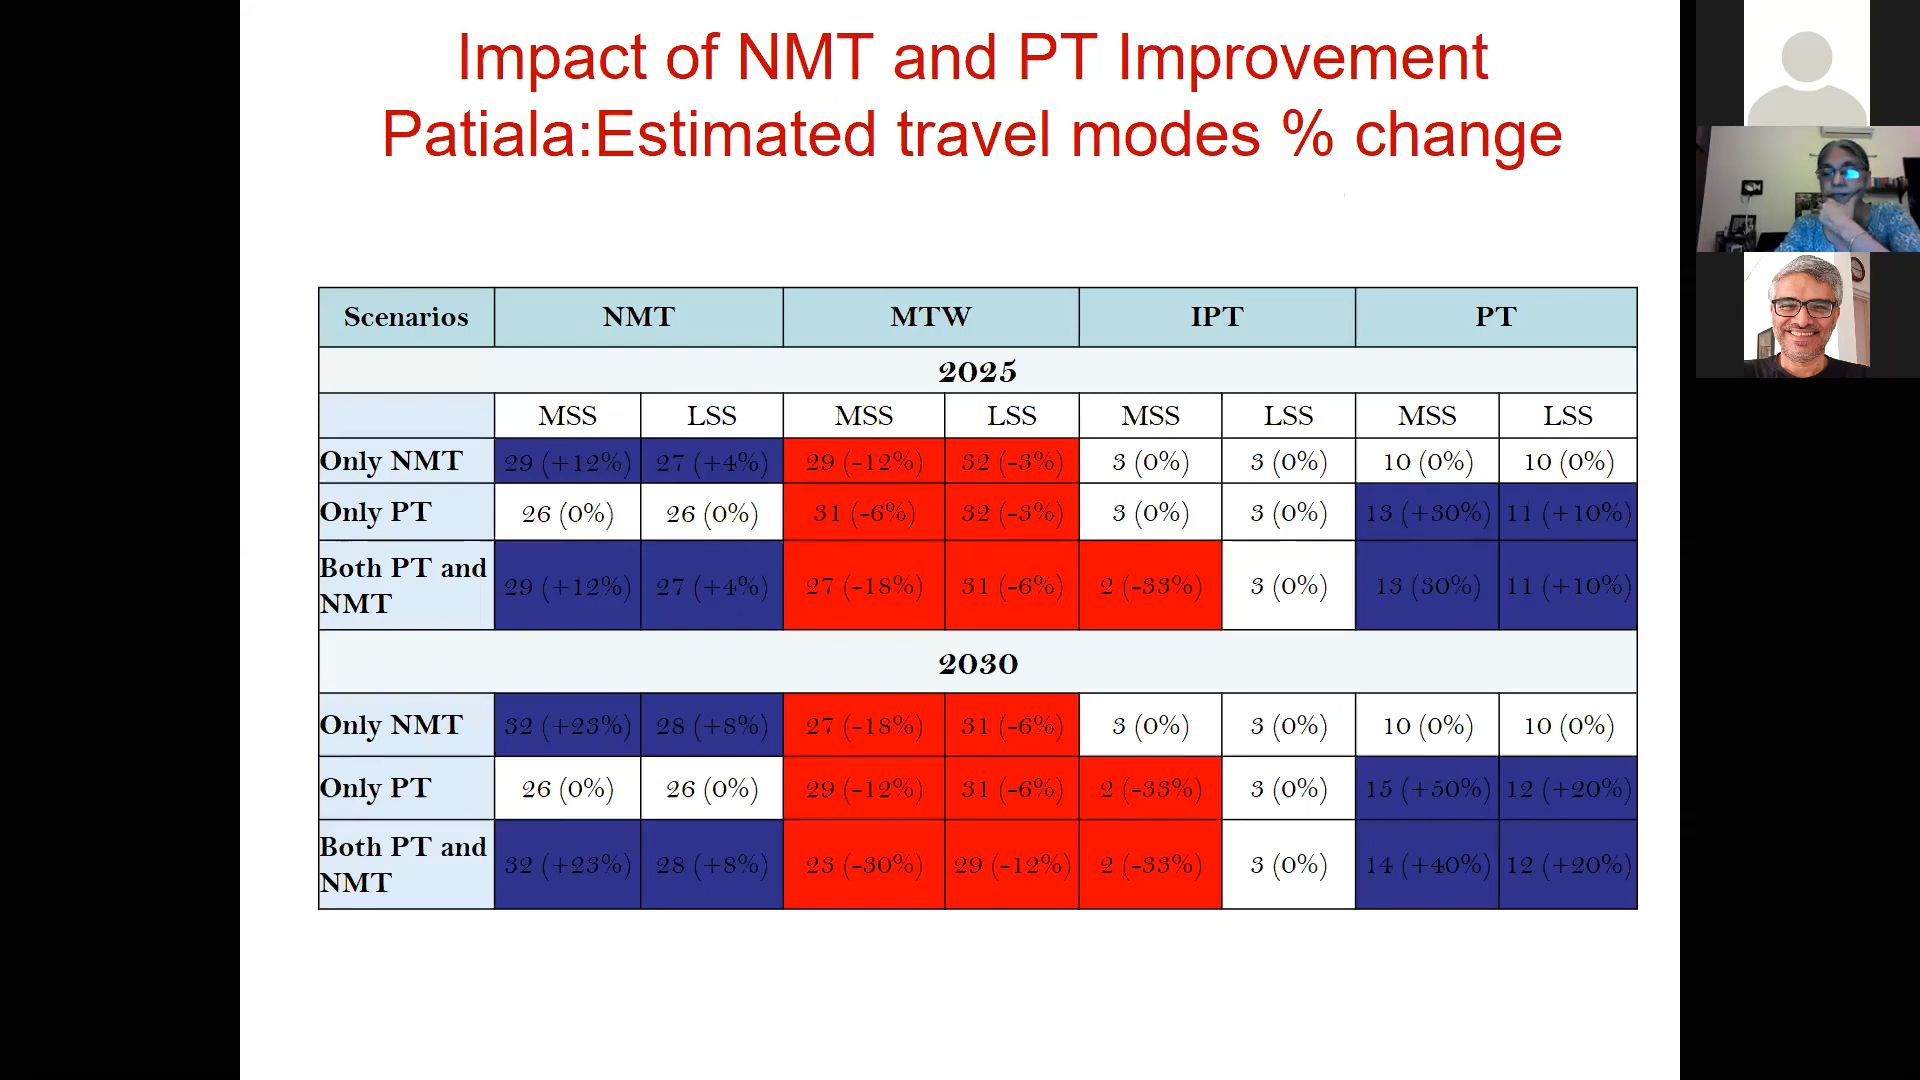 Impact of NMT and PT Improvement
Patiala:Estimated travel modes % change
Scenarios NMT MTW IPT PT
2025
MSS LSS MSS LSS MSS LSS MSS LSS
Only NMT 29 (+12%) 27 (+4%) 29 (-12%) 32 (-3%) 3 (0%) 3 (0%) 10 (0%) 10 (0%)
Only PT 26 (0%) 26 (0%) 31 (-6%) 32 (-3%) 3 (0%) 3 (0%) 13 (+30%) 11 (+10%)
Both PT and NMT 29 (+12%) 27 (+4%) 27 (-18%) 31 (-6%) 2 (-33%) 3 (0%) 13 (30%) 11 (+10%)
2030
Only NMT 32 (+23%) 28 (+8%) 27 (-18%) 31 (-6%) 3 (0%) 3 (0%) 10 (0%) 10 (0%)
Only PT 26 (0%) 26 (0%) 29 (-12%) 31 (-6%) 2 (-33%) 3 (0%) 15 (+50%) 12 (+20%)
Both PT and NMT 32 (+23%) 28 (+8%) 23 (-30%) 29 (-12%) 2 (-33%) 3 (0%) 14 (+40%) 12 (+20%)